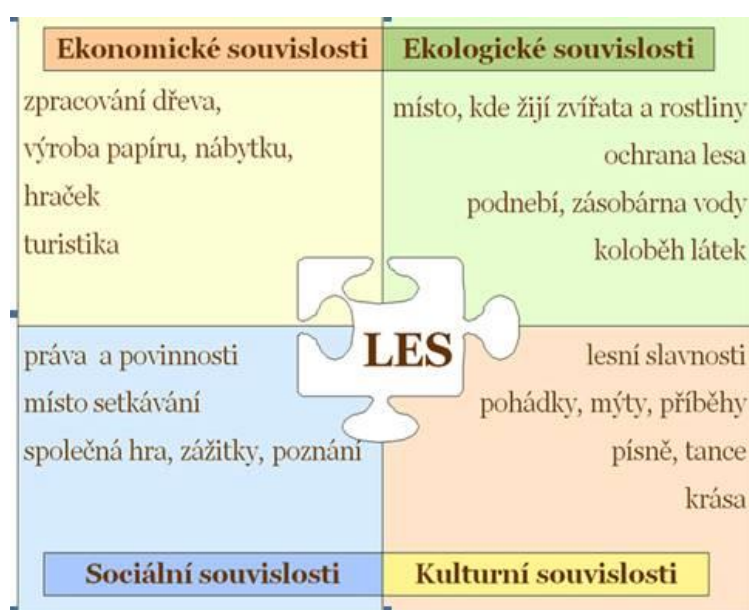 Ekonomické souvislosti
zpracování dřeva,
výroba papíru, nábytku,
hraček
turistika
Ekologické souvislosti
místo, kde žijí zvířata a rostliny
ochrana lesa
podnebí, zásobárna vody
koloběh látek
LES
práva a povinnosti
místo setkávání
společná hra, zážitky, poznání
Sociální souvislosti
lesní slavnosti
pohádky, mýty, příběhy
písně, tance
krása
Kulturní souvislosti